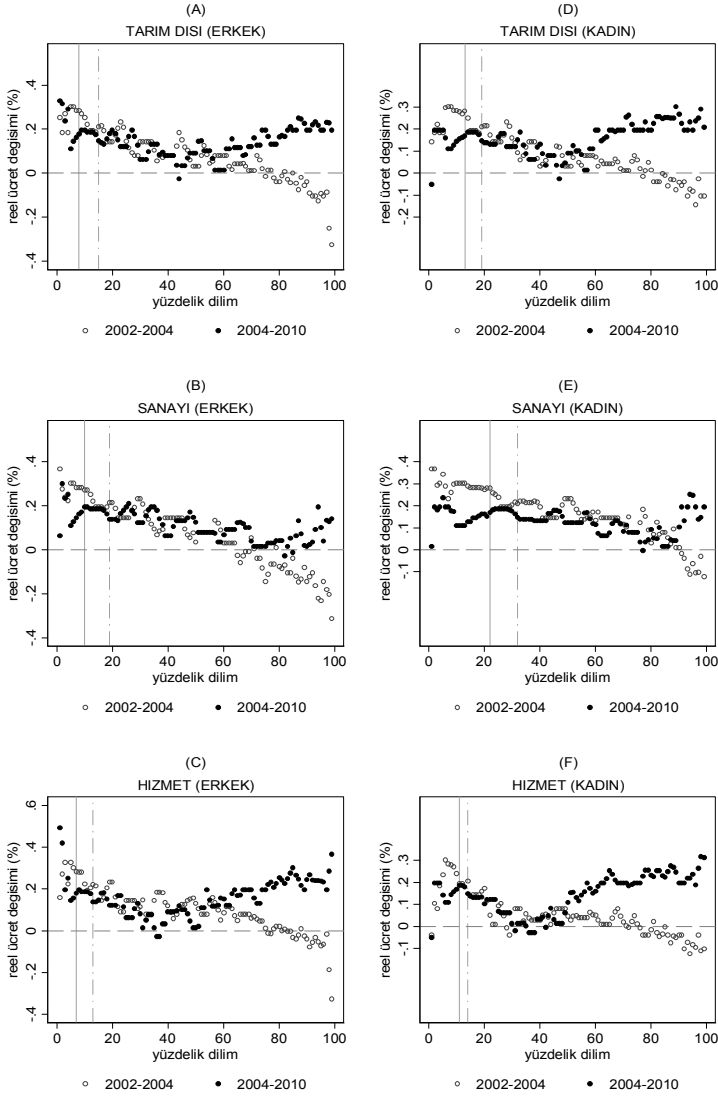 (A)
TARIM DISI (ERKEK)
reel ücret degisimi (%)
.4
.2
0
-.2
-.4
0 20 40 60 80 100
yüzdelik dilim
2002-2004 2004-2010
(D)
TARIM DISI (KADIN)
reel ücret degisimi (%)
.3
.2
.1
0
-.1
-.2
0 20 40 60 80 100
yüzdelik dilim
2002-2004 2004-2010
(B)
SANAYI (ERKEK)
reel ücret degisimi (%)
.4
.2
0
-.2
-.4
0 20 40 60 80 100
yüzdelik dilim
2002-2004 2004-2010
(E)
SANAYI (KADIN)
reel ücret degisimi (%)
.4
.3
.2
.1
0
-.1
0 20 40 60 80 100
yüzdelik dilim
2002-2004 2004-2010
(C)
HIZMET (ERKEK)
reel ücret degisimi (%)
.6
.4
.2
0
-.2
-.4
0 20 40 60 80 100
yüzdelik dilim
2002-2004 2004-2010
(F)
HIZMET (KADIN)
reel ücret degisimi (%)
.3
.2
.1
0
-.1
0 20 40 60 80 100
yüzdelik dilim
2002-2004 2004-2010